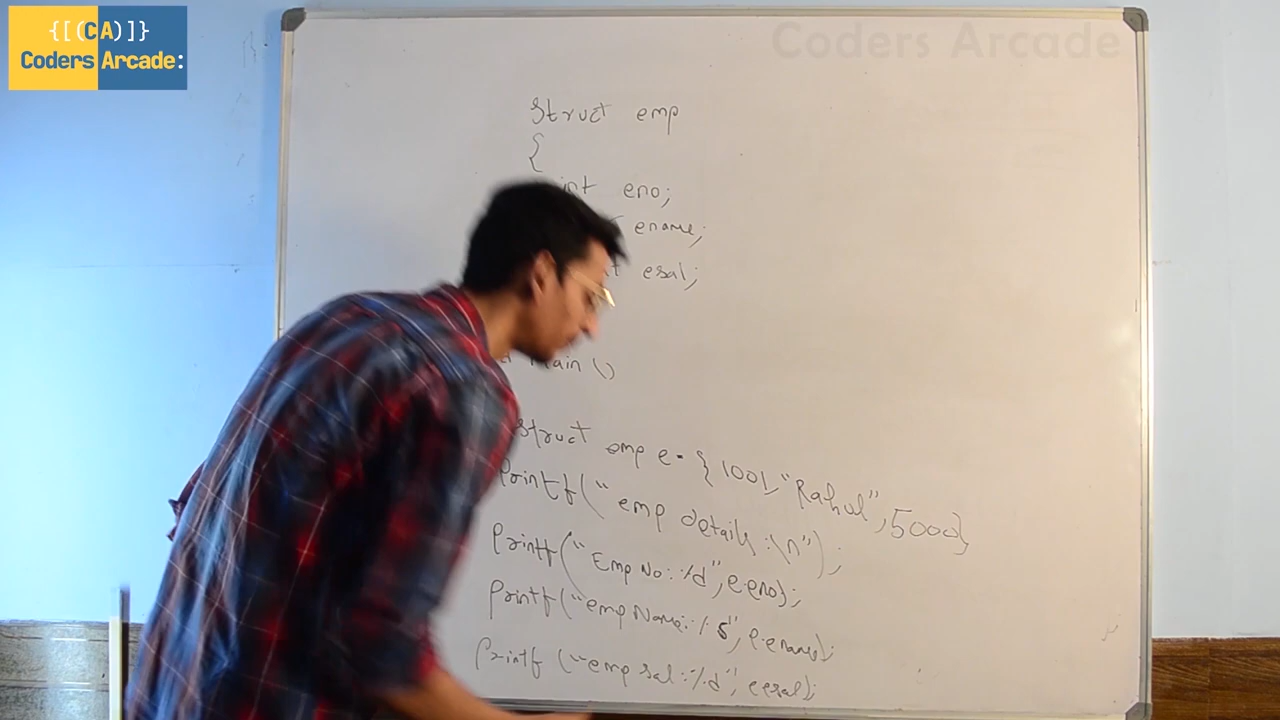 {[(CA)]}
Coders Arcade:
Coders Arcade
Struct emp
{
int eno;
ename;
esal;
main ()
struct emp e = { 1001, "Rahul", 5000}
Printf(" emp details :\n");
Printf("Emp No: %d", e.eno);
Printf("emp Name: %s", e.ename);
Printf ("emp sal: %d", e.esal);